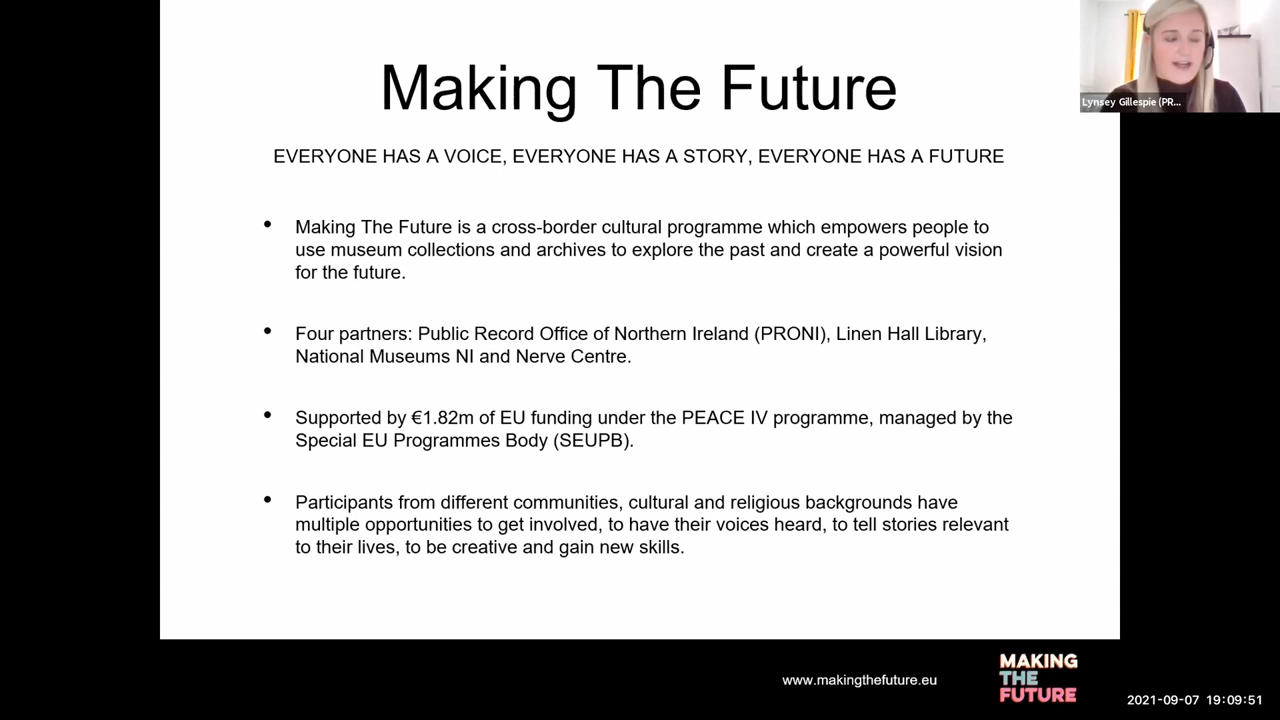 Making The Future
Lynsey Gillespie (PR...
EVERYONE HAS A VOICE, EVERYONE HAS A STORY, EVERYONE HAS A FUTURE
• Making The Future is a cross-border cultural programme which empowers people to
use museum collections and archives to explore the past and create a powerful vision
for the future.
• Four partners: Public Record Office of Northern Ireland (PRONI), Linen Hall Library,
National Museums NI and Nerve Centre.
• Supported by €1.82m of EU funding under the PEACE IV programme, managed by the
Special EU Programmes Body (SEUPB).
• Participants from different communities, cultural and religious backgrounds have
multiple opportunities to get involved, to have their voices heard, to tell stories relevant
to their lives, to be creative and gain new skills.
www.makingthefuture.eu
MAKING
THE
FUTURE
2021-09-07 19:09:51